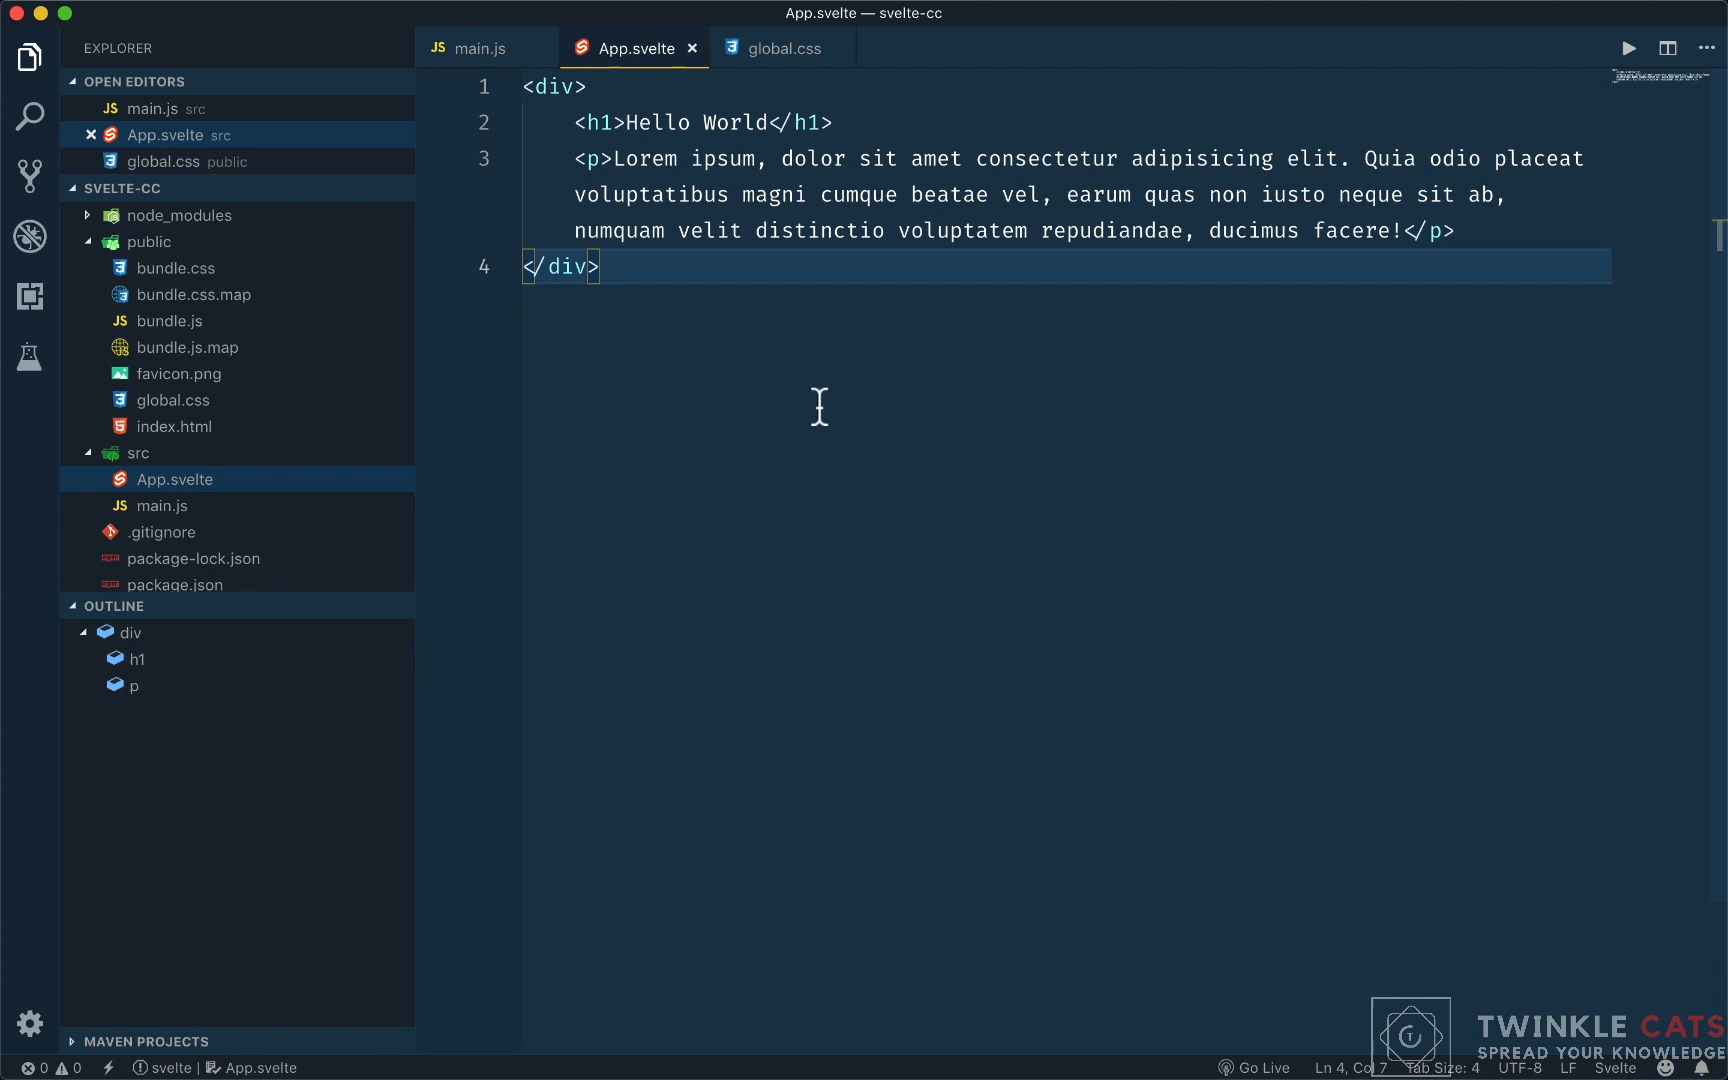 App.svelte — svelte-cc
EXPLORER
OPEN EDITORS
JS main.js src
App.svelte src
global.css public
SVELTE-CC
node_modules
public
bundle.css
bundle.css.map
JS bundle.js
bundle.js.map
favicon.png
global.css
index.html
src
App.svelte
JS main.js
.gitignore
package-lock.json
package.json
OUTLINE
div
h1
p
MAVEN PROJECTS
JS main.js App.svelte global.css
1 <div>
2 <h1>Hello World</h1>
3 <p>Lorem ipsum, dolor sit amet consectetur adipisicing elit. Quia odio placeat
voluptatibus magni cumque beatae vel, earum quas non iusto neque sit ab,
numquam velit distinctio voluptatem repudiandae, ducimus facere!</p>
4 </div>
TWINKLE CATS
SPREAD YOUR KNOWLEDGE
0 0 svelte | App.svelte Go Live Ln 4, Col 7 Tab Size: 4 UTF-8 LF Svelte